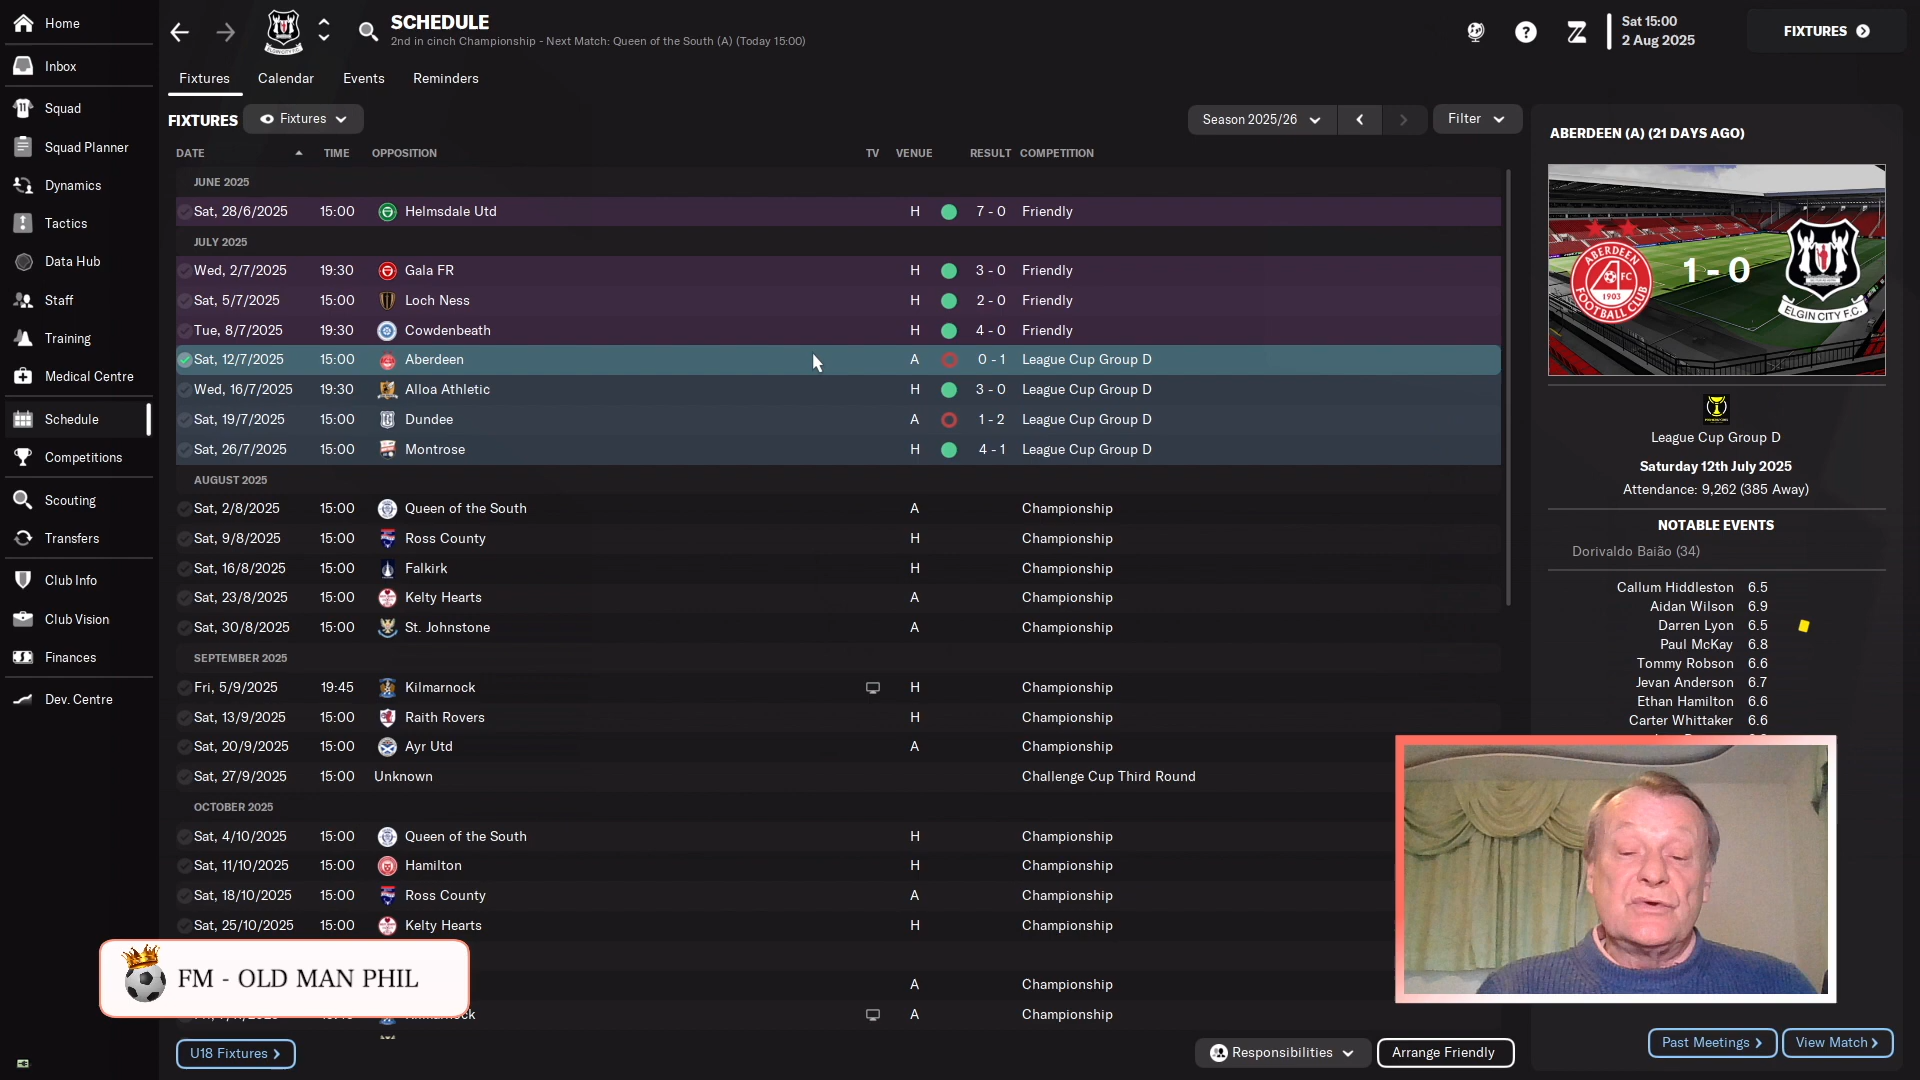 Home
Inbox
Squad
Squad Planner
Dynamics
Tactics
Data Hub
Staff
Training
Medical Centre
Schedule
Competitions
Scouting
Transfers
Club Info
Club Vision
Finances
Dev. Centre
SCHEDULE
2nd in cinch Championship - Next Match: Queen of the South (A) (Today 15:00)
Sat 15:00
2 Aug 2025
FIXTURES
Fixtures Calendar Events Reminders
FIXTURES Fixtures Season 2025/26 Filter
DATE TIME OPPOSITION TV VENUE RESULT COMPETITION
JUNE 2025
Sat, 28/6/2025 15:00 Helmsdale Utd H 7 - 0 Friendly
JULY 2025
Wed, 2/7/2025 19:30 Gala FR H 3 - 0 Friendly
Sat, 5/7/2025 15:00 Loch Ness H 2 - 0 Friendly
Tue, 8/7/2025 19:30 Cowdenbeath H 4 - 0 Friendly
Sat, 12/7/2025 15:00 Aberdeen A 0 - 1 League Cup Group D
Wed, 16/7/2025 19:30 Alloa Athletic H 3 - 0 League Cup Group D
Sat, 19/7/2025 15:00 Dundee A 1 - 2 League Cup Group D
Sat, 26/7/2025 15:00 Montrose H 4 - 1 League Cup Group D
AUGUST 2025
Sat, 2/8/2025 15:00 Queen of the South A Championship
Sat, 9/8/2025 15:00 Ross County H Championship
Sat, 16/8/2025 15:00 Falkirk H Championship
Sat, 23/8/2025 15:00 Kelty Hearts A Championship
Sat, 30/8/2025 15:00 St. Johnstone A Championship
SEPTEMBER 2025
Fri, 5/9/2025 19:45 Kilmarnock H Championship
Sat, 13/9/2025 15:00 Raith Rovers H Championship
Sat, 20/9/2025 15:00 Ayr Utd A Championship
Sat, 27/9/2025 15:00 Unknown Challenge Cup Third Round
OCTOBER 2025
Sat, 4/10/2025 15:00 Queen of the South H Championship
Sat, 11/10/2025 15:00 Hamilton H Championship
Sat, 18/10/2025 15:00 Ross County A Championship
Sat, 25/10/2025 15:00 Kelty Hearts H Championship
A Championship
A Championship
FM - OLD MAN PHIL
U18 Fixtures
Responsibilities
Arrange Friendly
ABERDEEN (A) (21 DAYS AGO)
ABERDEEN
FC
1903
FOOTBALL CLUB
1 - 0
ELGIN CITY F.C.
League Cup Group D
Saturday 12th July 2025
Attendance: 9,262 (385 Away)
NOTABLE EVENTS
Dorivaldo Baião (34)
Callum Hiddleston 6.5
Aidan Wilson 6.9
Darren Lyon 6.5
Paul McKay 6.8
Tommy Robson 6.6
Jevan Anderson 6.7
Ethan Hamilton 6.6
Carter Whittaker 6.6
Past Meetings
View Match